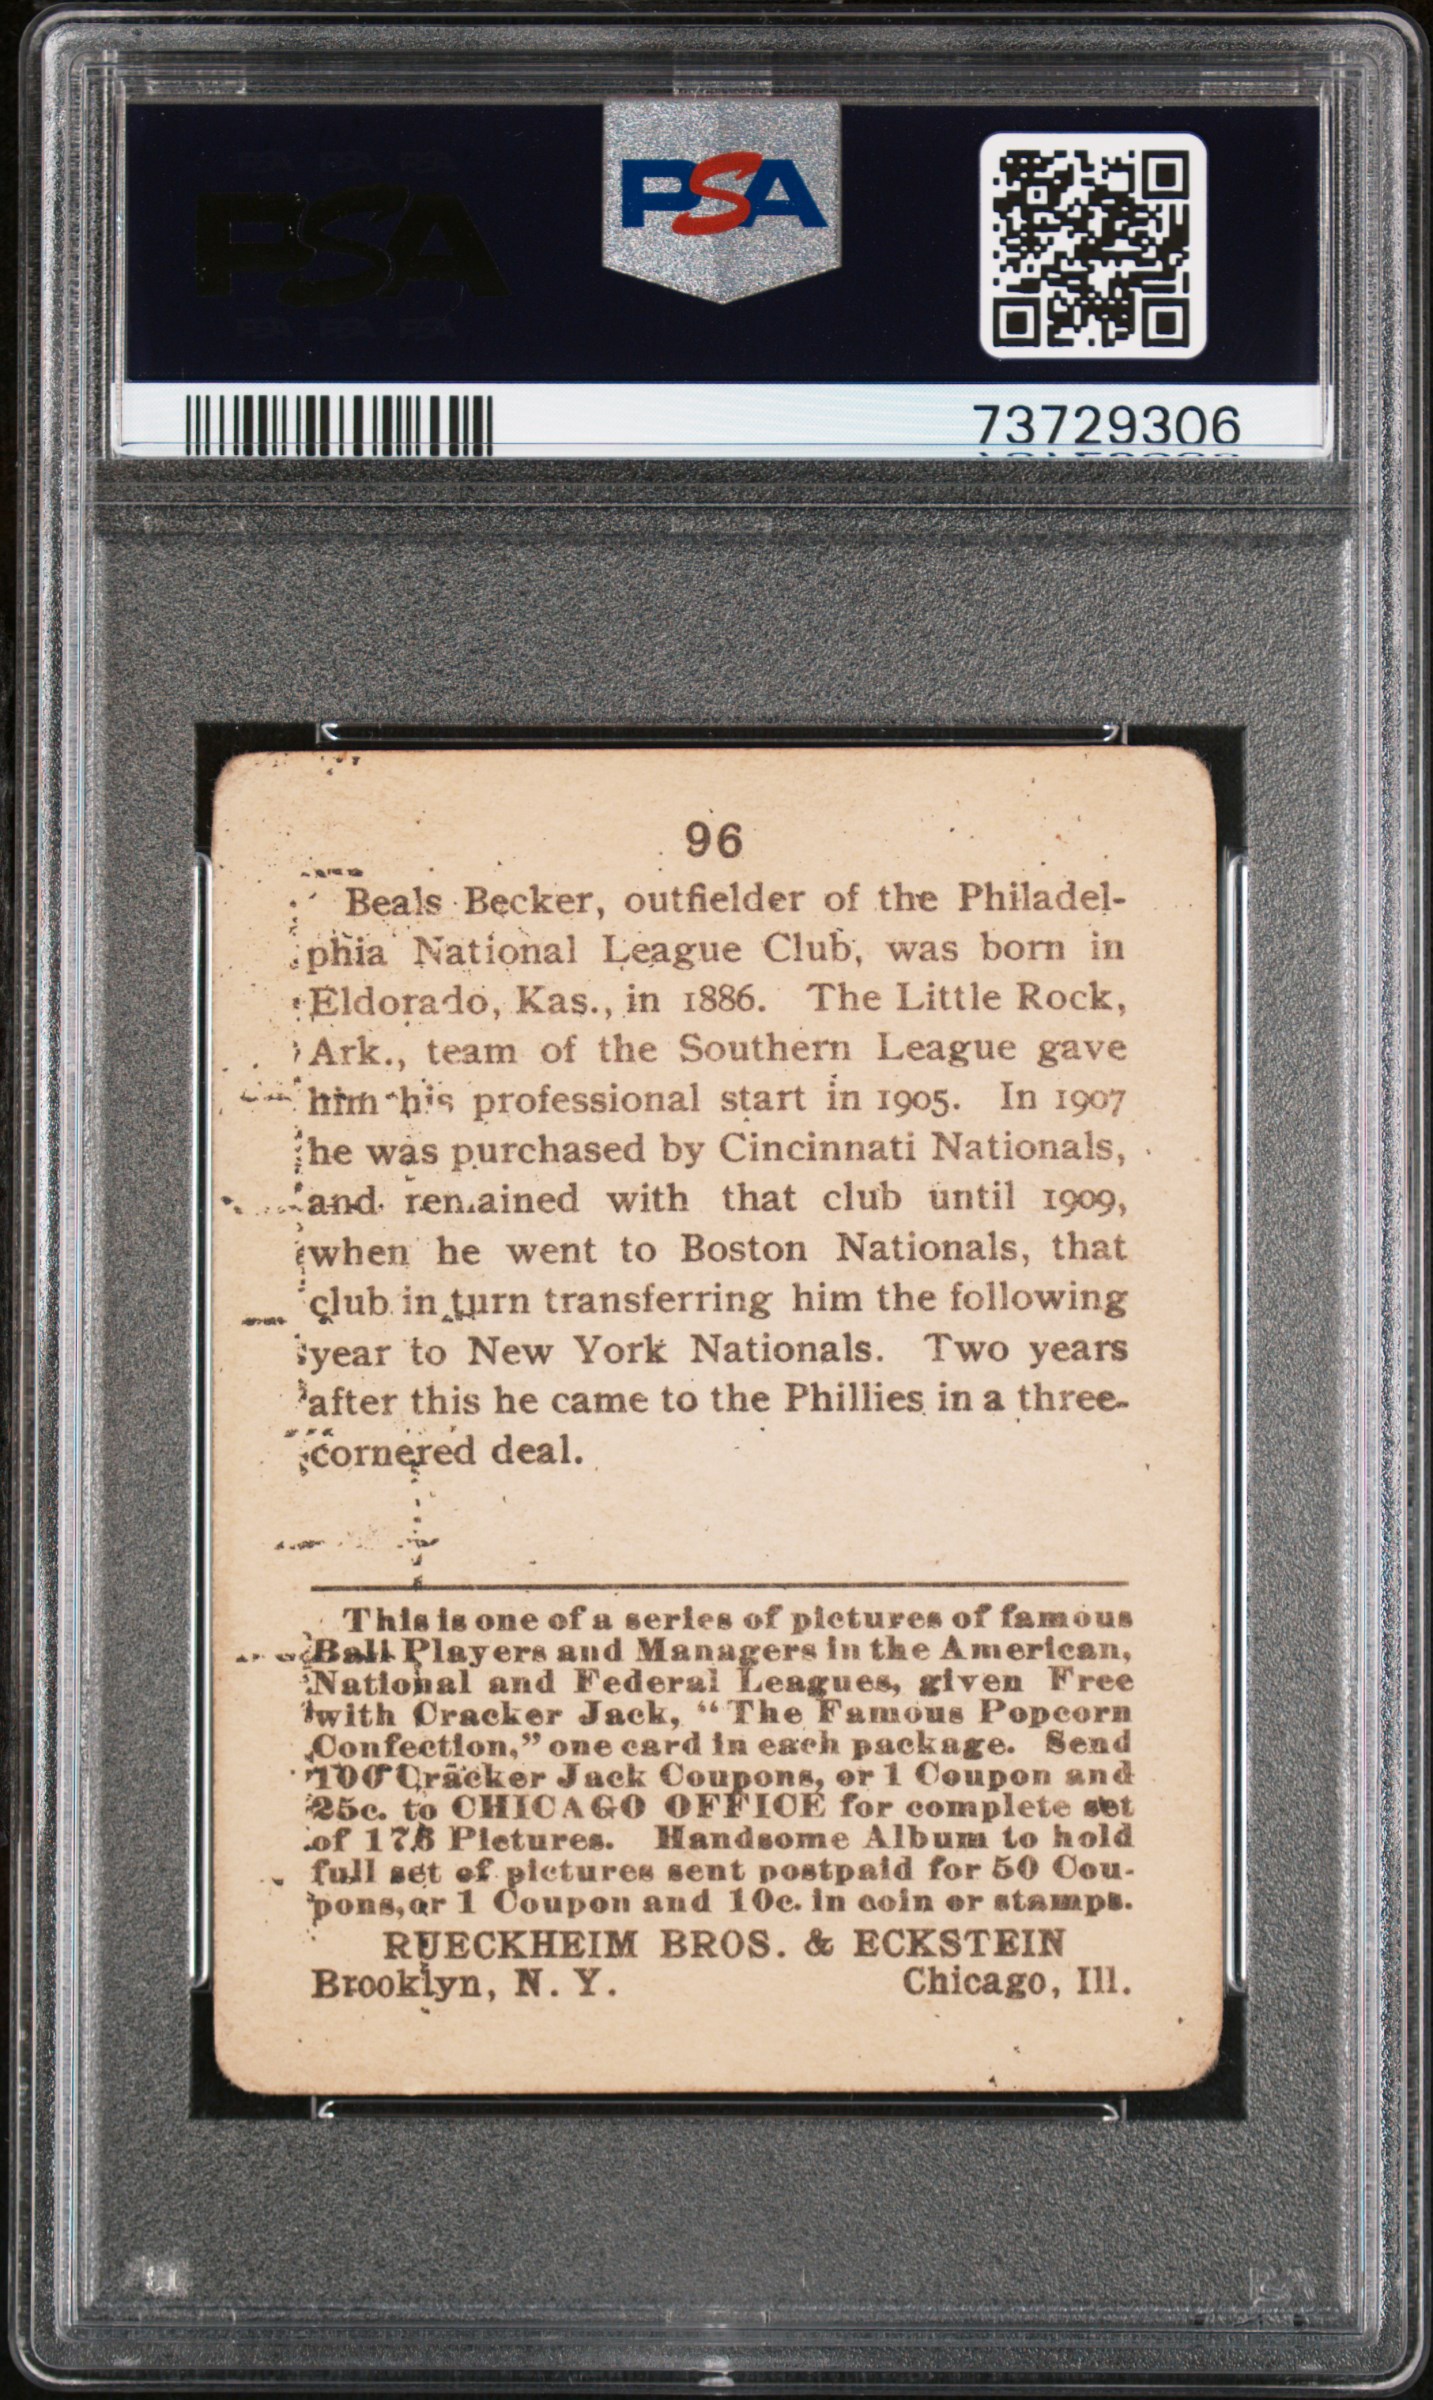 PSA
PSA
73729306
96
Beals Becker, outfielder of the Philadel-
phia National League Club, was born in
Eldorado, Kas., in 1886. The Little Rock,
Ark., team of the Southern League gave
him his professional start in 1905. In 1907
he was purchased by Cincinnati Nationals,
and remained with that club until 1909,
when he went to Boston Nationals, that
club in turn transferring him the following
year to New York Nationals. Two years
after this he came to the Phillies in a three-
cornered deal.
This is one of a series of pictures of famous
Ball Players and Managers in the American,
National and Federal Leagues, given Free
with Cracker Jack, “The Famous Popcorn
Confection,” one card in each package. Send
100 Cracker Jack Coupons, or 1 Coupon and
25c. to CHICAGO OFFICE for complete set
of 176 Pictures. Handsome Album to hold
full set of pictures sent postpaid for 50 Cou-
pons, or 1 Coupon and 10c. in coin or stamps.
RUECKHEIM BROS. & ECKSTEIN
Brooklyn, N. Y. Chicago, Ill.
PSA